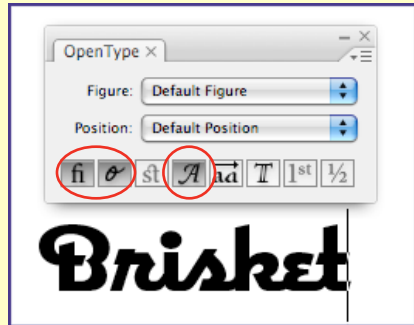 OpenType ×
Figure: Default Figure
Position: Default Position
fi o st A aa T 1st ½
Brisket